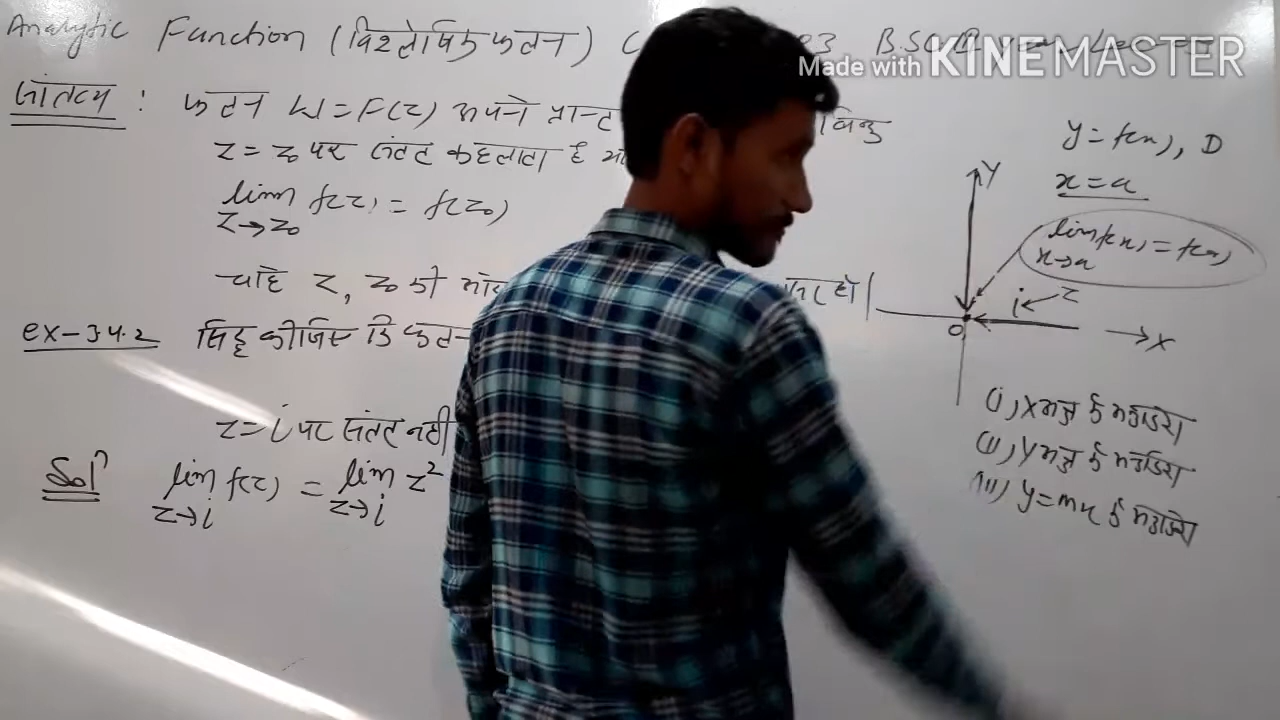 Analytic Function (विश्लेषिक फलन)
Made with KINEMASTER
सांतत्य :
फलन W = F(z) अपने प्रान्त
बिन्दु
z = z₀ पर संतत कहलाता है
lim f(z) = f(z₀)
z→z₀
चाहे z, z₀ की
ex-34.2 सिद्ध कीजिए कि फलन
z = i पर संतत नहीं
Solⁿ lim f(z) = lim z²
z→i z→i
y = f(x), D
x = a
lim f(x) = f(a)
x→a
Y
i z
O
→X
(i) X अक्ष के अनुदिश
(ii) Y अक्ष के अनुदिश
(iii) y = mx के अनुदिश